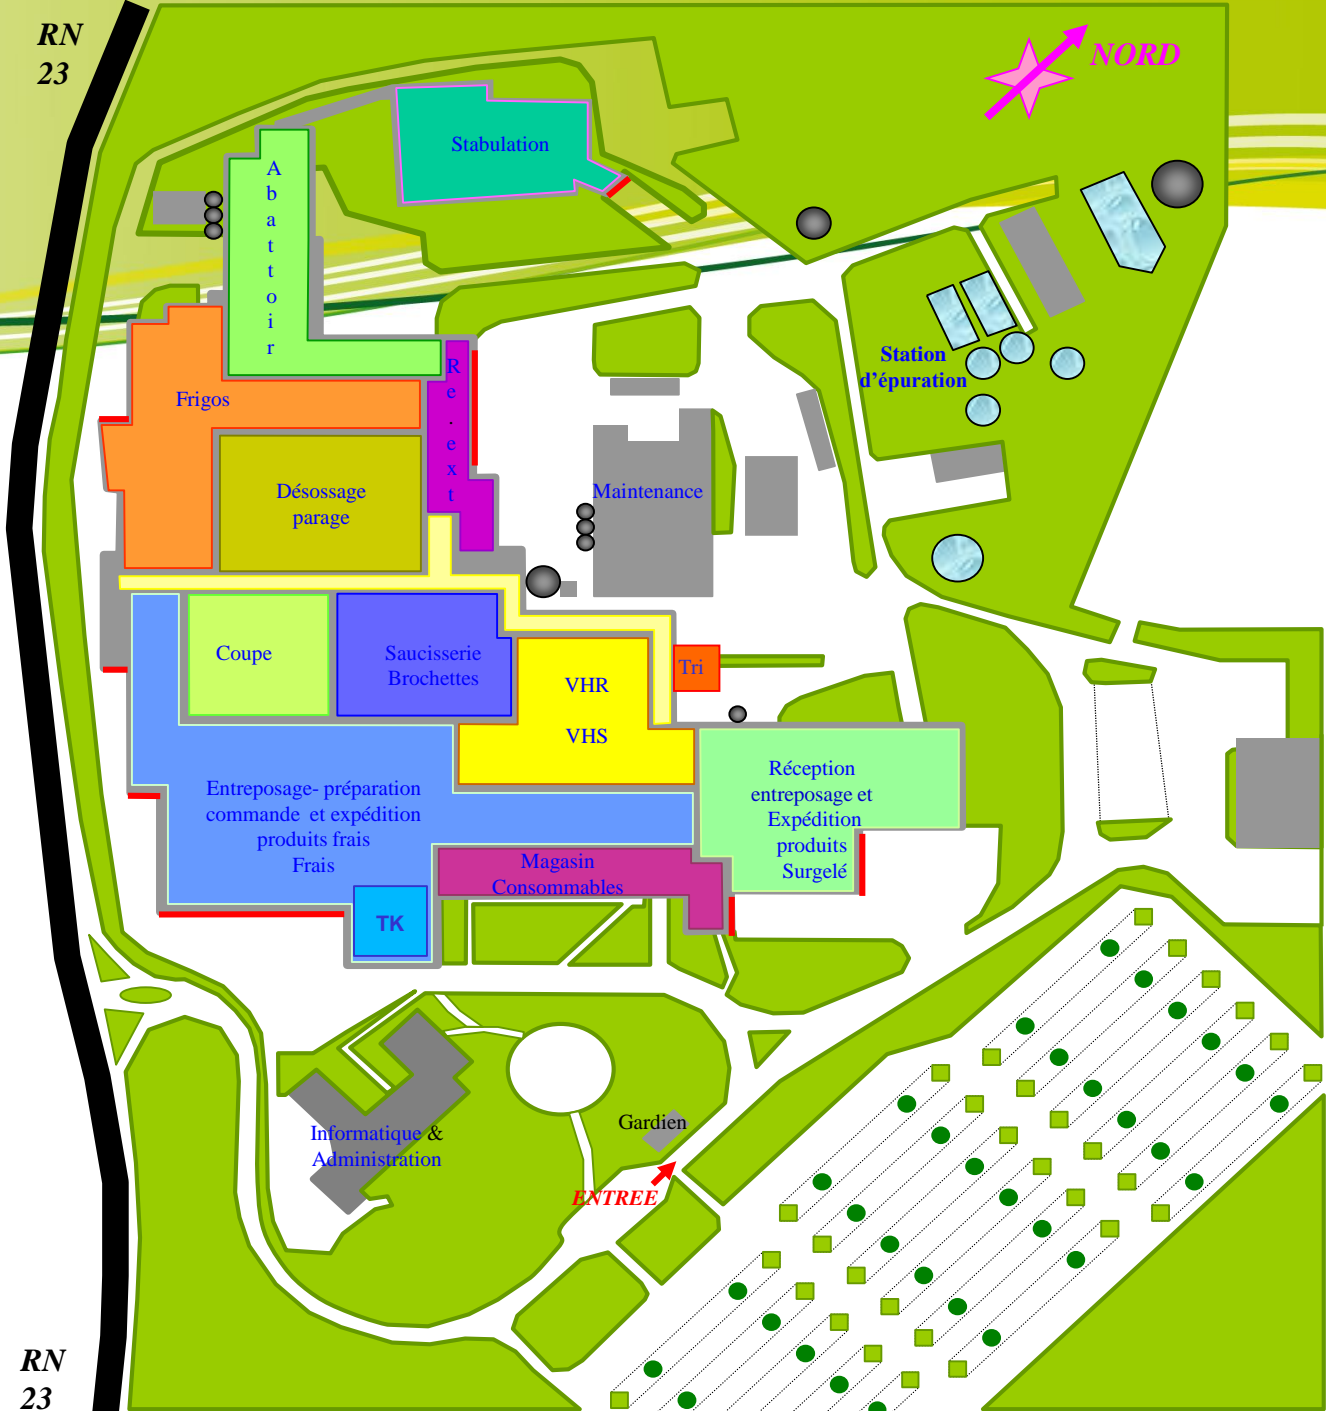 RN
23
NORD
Stabulation
A
b
a
t
t
o
i
r
Station
d'épuration
Re
.
e
x
t
Frigos
Désossage
parage
Maintenance
Coupe
Saucisserie
Brochettes
Tri
VHR
VHS
Réception
entreposage et
Expédition
produits
Surgelé
Entreposage- préparation
commande et expédition
produits frais
Frais
Magasin
Consommables
TK
Gardien
Informatique &
Administration
ENTREE
RN
23